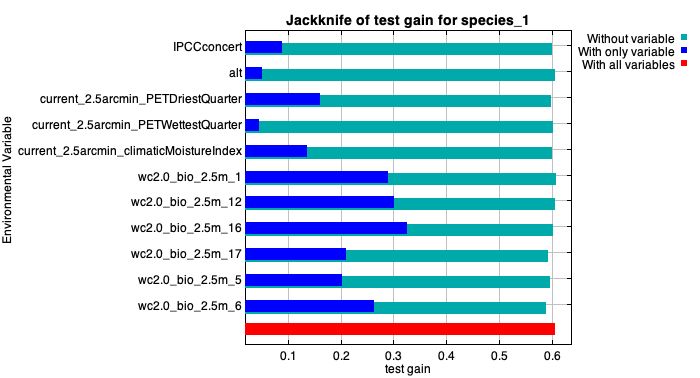 Jackknife of test gain for species_1
Without variable
With only variable
With all variables
Environmental Variable
IPCCconcert
alt
current_2.5arcmin_PETDriestQuarter
current_2.5arcmin_PETWettestQuarter
current_2.5arcmin_climaticMoistureIndex
wc2.0_bio_2.5m_1
wc2.0_bio_2.5m_12
wc2.0_bio_2.5m_16
wc2.0_bio_2.5m_17
wc2.0_bio_2.5m_5
wc2.0_bio_2.5m_6
0.1 0.2 0.3 0.4 0.5 0.6
test gain